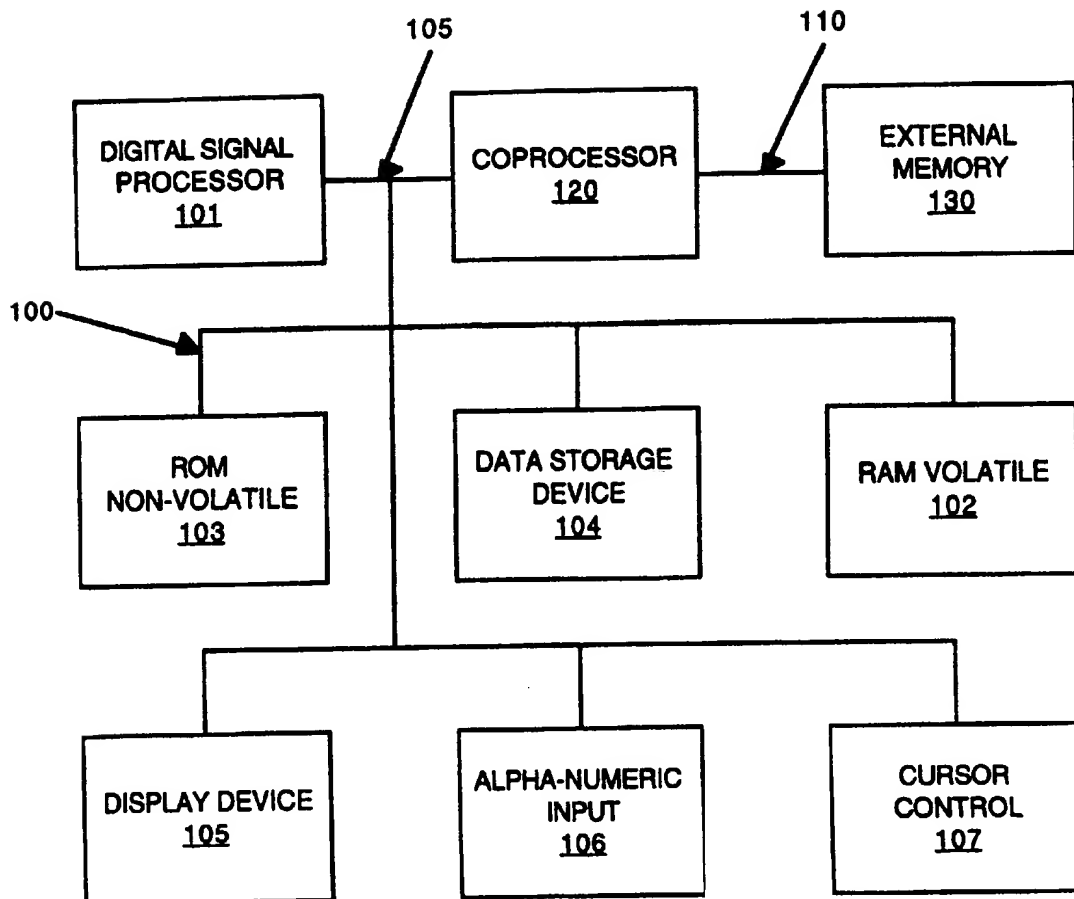 105
110
DIGITAL SIGNAL
PROCESSOR
101
COPROCESSOR
120
EXTERNAL
MEMORY
130
100
ROM
NON-VOLATILE
103
DATA STORAGE
DEVICE
104
RAM VOLATILE
102
DISPLAY DEVICE
105
ALPHA-NUMERIC
INPUT
106
CURSOR
CONTROL
107